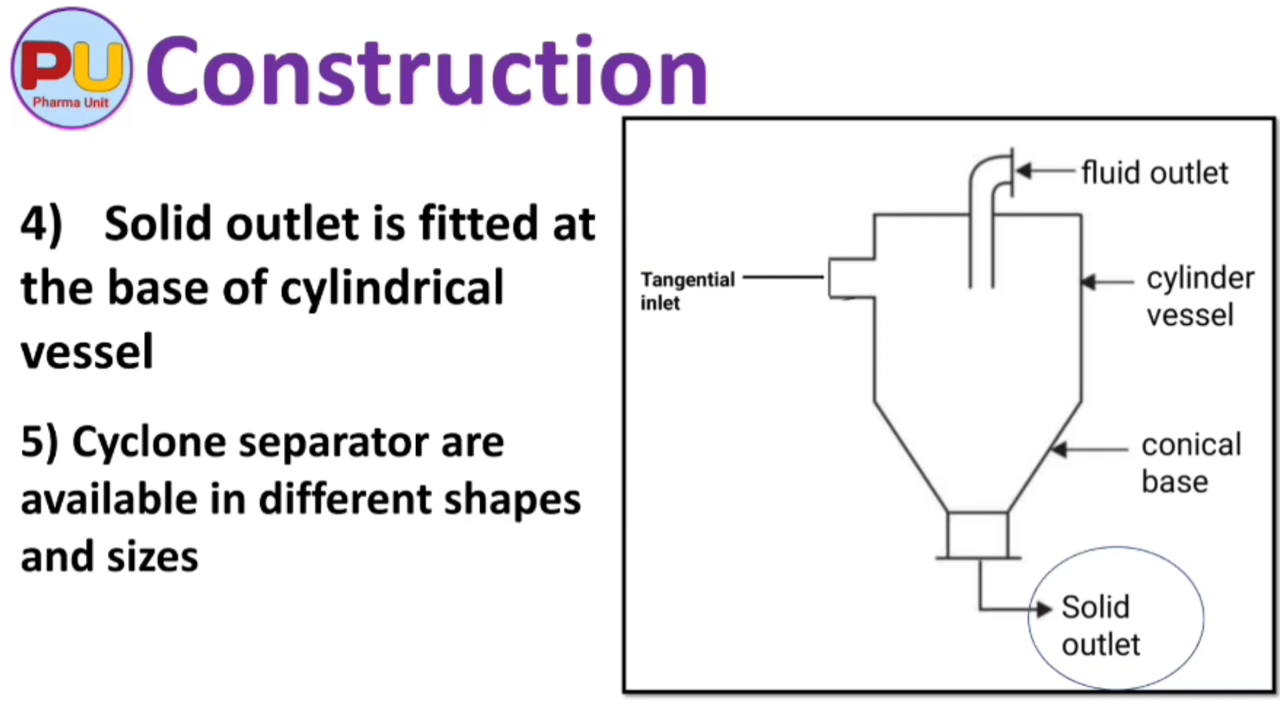 PU
Pharma Unit
Construction
4) Solid outlet is fitted at
the base of cylindrical
vessel
5) Cyclone separator are
available in different shapes
and sizes
fluid outlet
Tangential
inlet
cylinder
vessel
conical
base
Solid
outlet